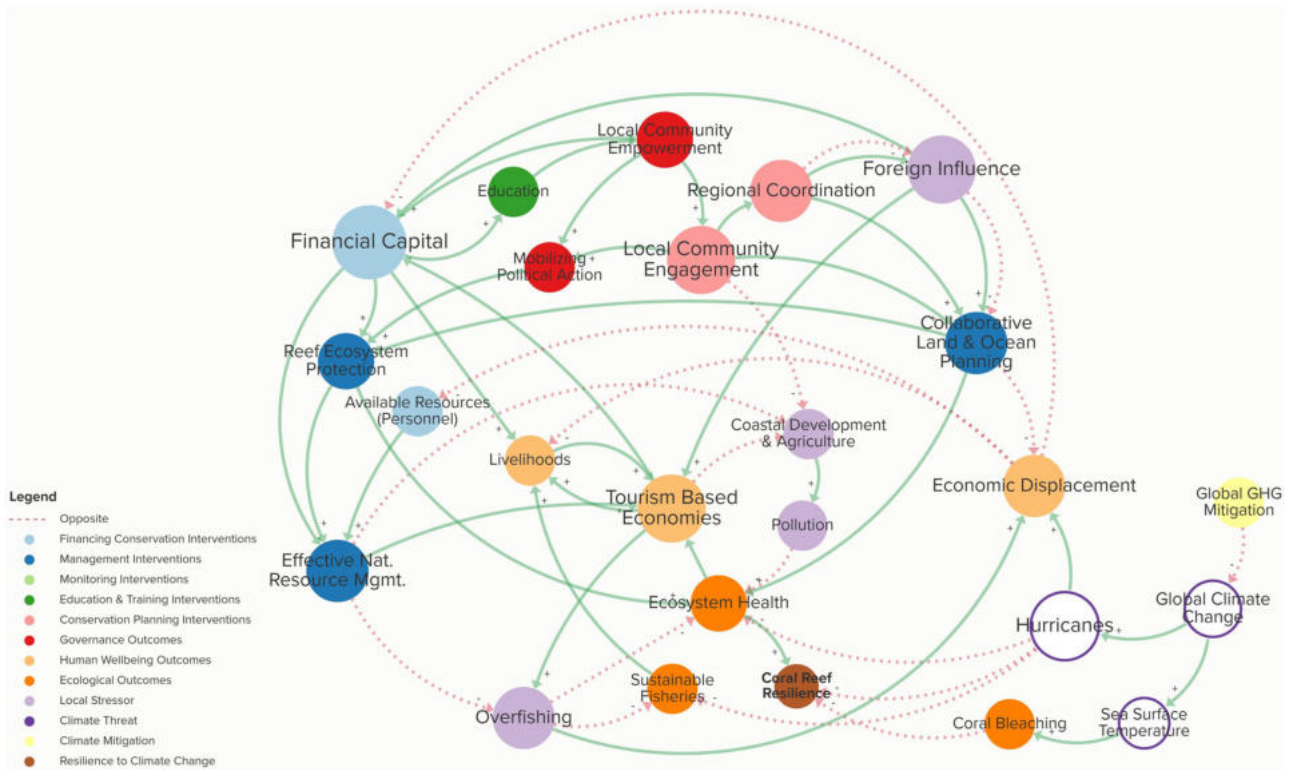 Local Community
Empowerment
Foreign Influence
Education
Regional Coordination
Financial Capital
Mobilizing
Political Action
Local Community
Engagement
Collaborative
Land & Ocean
Planning
Reef Ecosystem
Protection
Available Resources
(Personnel)
Coastal Development
& Agriculture
Livelihoods
Tourism Based
Economies
Economic Displacement
Global GHG
Mitigation
Pollution
Effective Nat.
Resource Mgmt.
Ecosystem Health
Hurricanes
Global Climate
Change
Sustainable
Fisheries
Coral Reef
Resilience
Overfishing
Coral Bleaching
Sea Surface
Temperature
Legend
Opposite
Financing Conservation Interventions
Management Interventions
Monitoring Interventions
Education & Training Interventions
Conservation Planning Interventions
Governance Outcomes
Human Wellbeing Outcomes
Ecological Outcomes
Local Stressor
Climate Threat
Climate Mitigation
Resilience to Climate Change